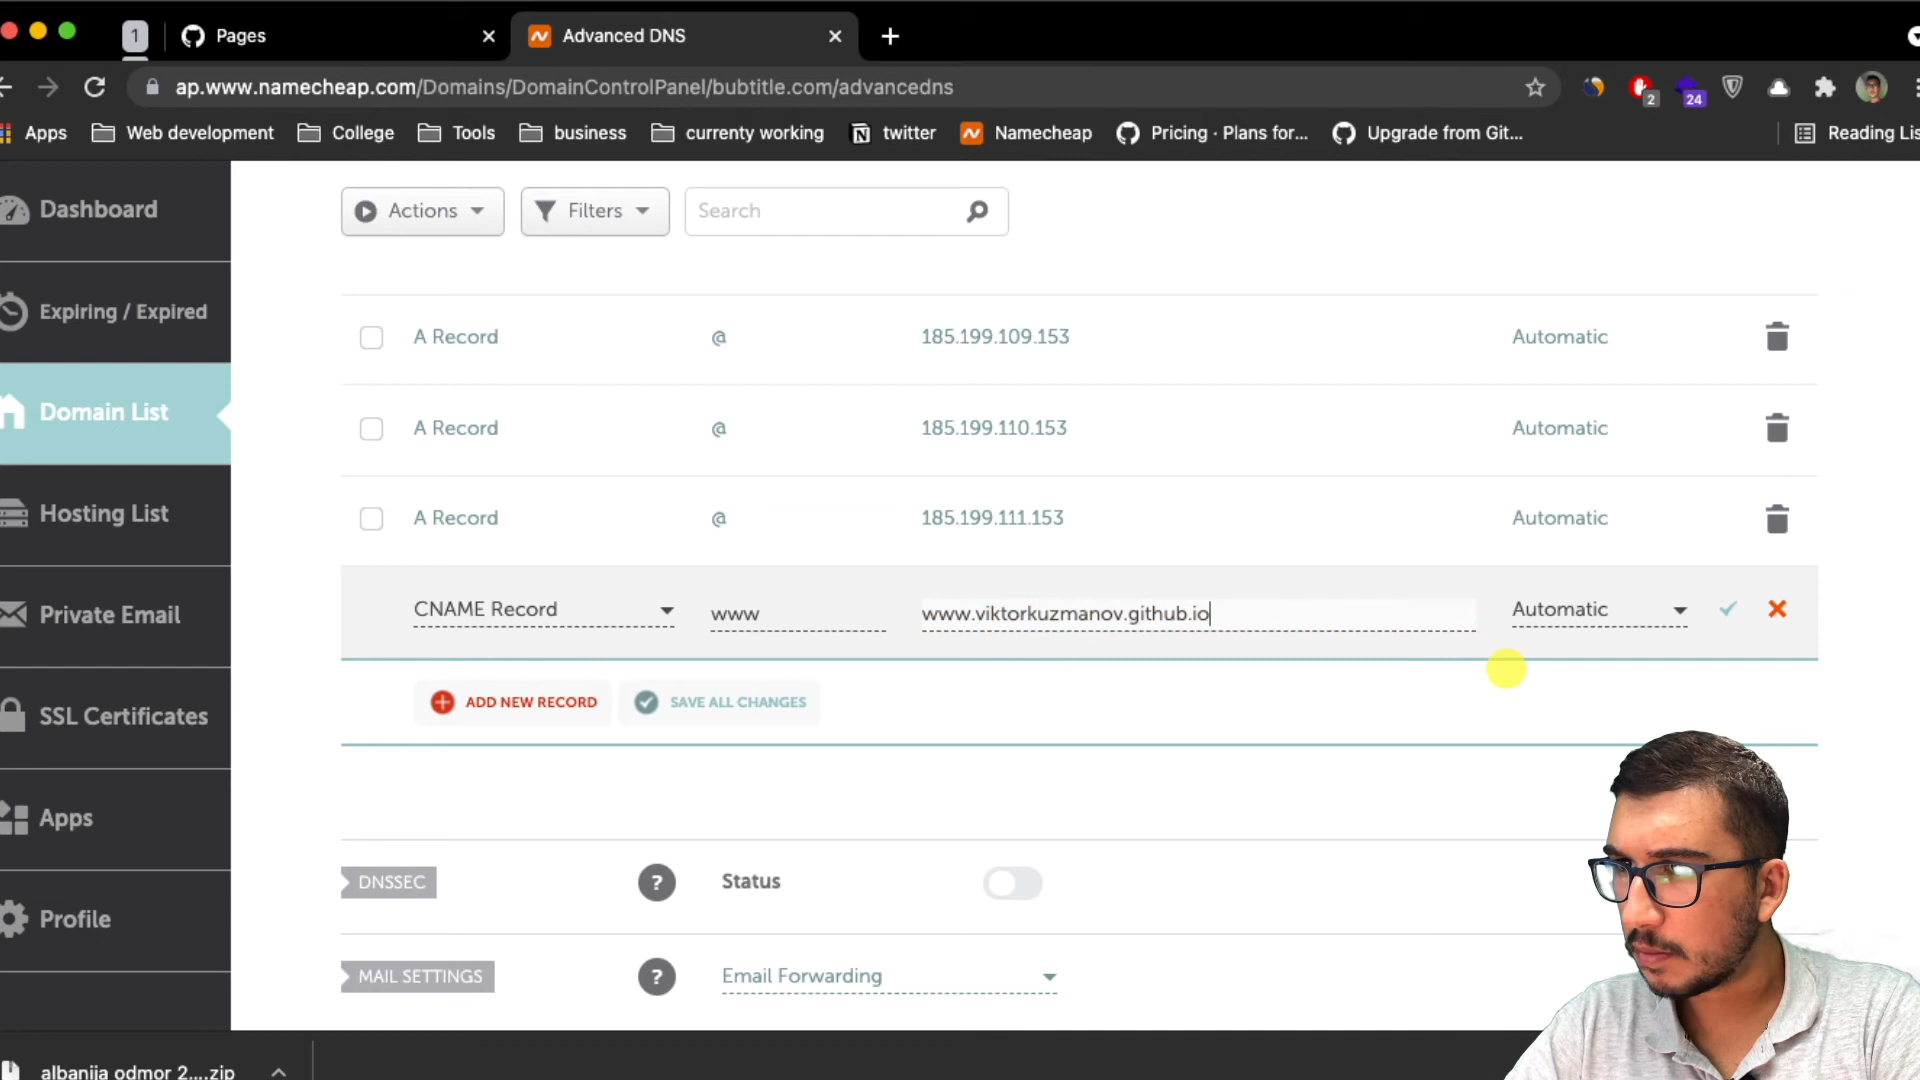 1 Pages Advanced DNS
ap.www.namecheap.com/Domains/DomainControlPanel/bubtitle.com/advancedns
2 24
Apps Web development College Tools business currenty working twitter Namecheap Pricing · Plans for... Upgrade from Git... Reading Lis
Dashboard
Expiring / Expired
Domain List
Hosting List
Private Email
SSL Certificates
Apps
Profile
Actions Filters Search
A Record @ 185.199.109.153 Automatic
A Record @ 185.199.110.153 Automatic
A Record @ 185.199.111.153 Automatic
CNAME Record www www.viktorkuzmanov.github.io Automatic
ADD NEW RECORD SAVE ALL CHANGES
DNSSEC ? Status
MAIL SETTINGS ? Email Forwarding
albanija odmor 2....zip